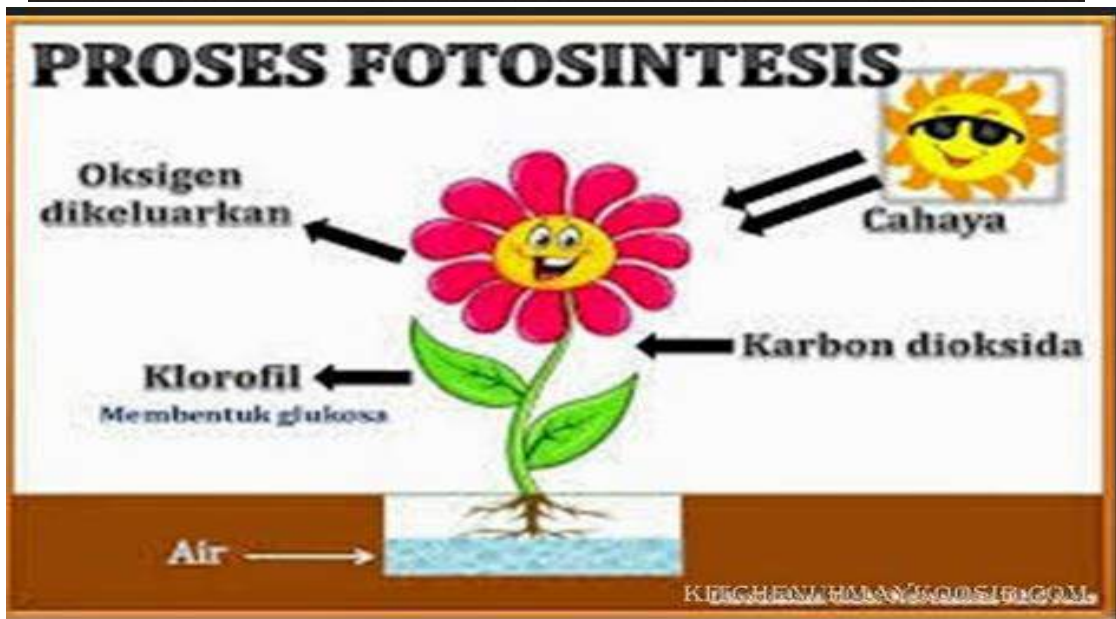 PROSES FOTOSINTESIS
Oksigen
dikeluarkan
Cahaya
Karbon dioksida
Klorofil
Membentuk glukosa
Air